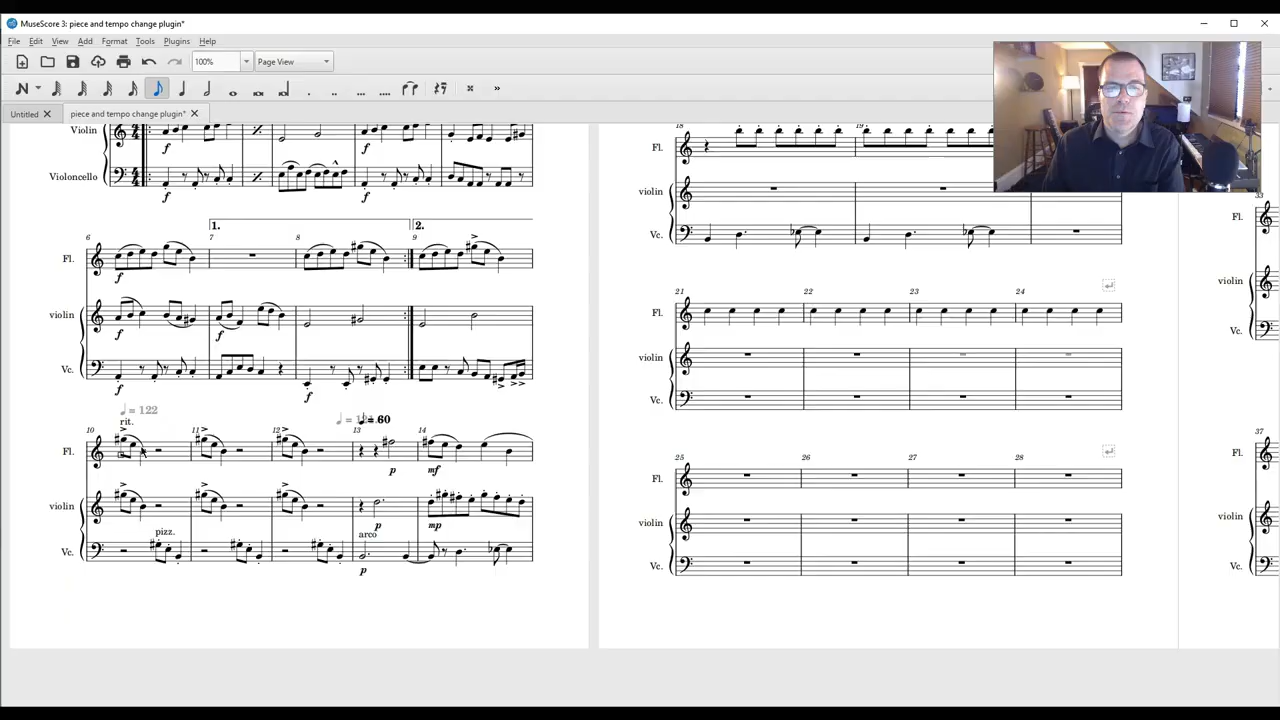 MuseScore 3: piece and tempo change plugin*
File Edit View Add Format Tools Plugins Help
100% Page View
N »
Untitled piece and tempo change plugin*
Violin
f f
Violoncello
f f
1. 2.
6 7 8 9
Fl.
f
violin
f f
Vc.
f f
= 122
rit. = 60
10 11 12 13 14
Fl.
p mf
violin
p mp
pizz. arco
Vc.
p
18 19
Fl.
violin
Vc.
21 22 23 24
Fl.
violin
Vc.
25 26 27 28
Fl.
violin
Vc.
33
Fl.
violin
Vc.
37
Fl.
violin
Vc.